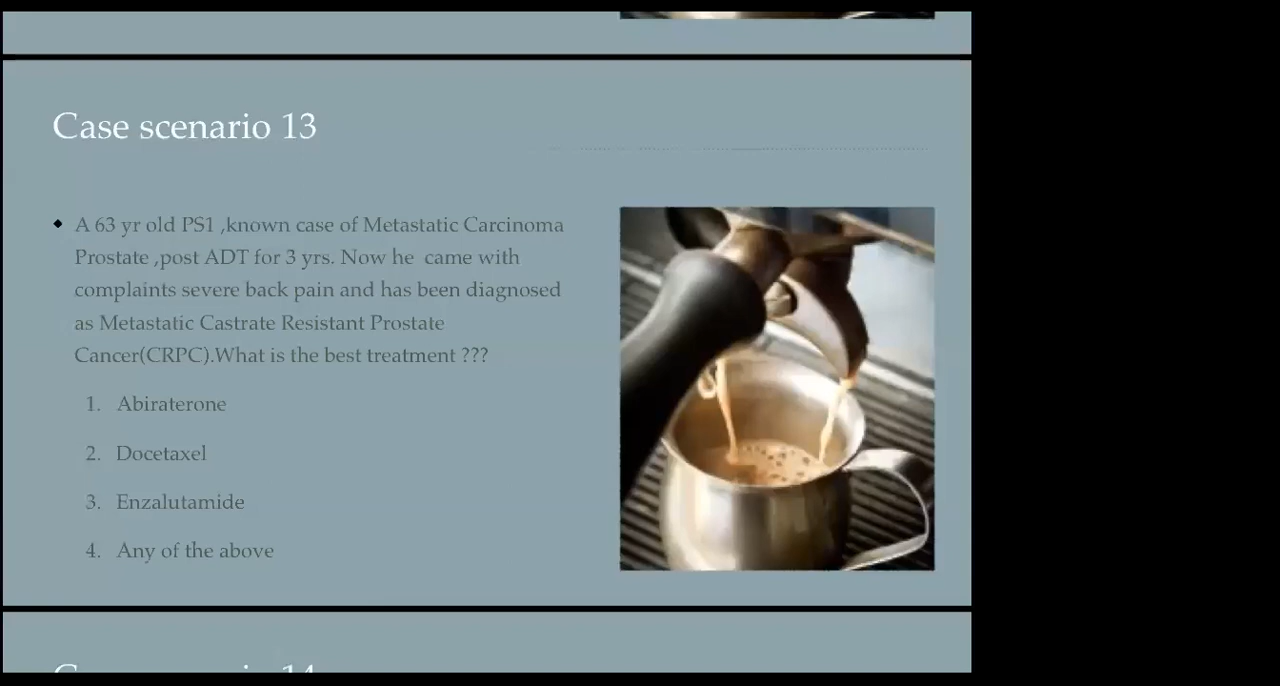 Case scenario 13
A 63 yr old PS1 ,known case of Metastatic Carcinoma
Prostate ,post ADT for 3 yrs. Now he came with
complaints severe back pain and has been diagnosed
as Metastatic Castrate Resistant Prostate
Cancer(CRPC).What is the best treatment ???
1. Abiraterone
2. Docetaxel
3. Enzalutamide
4. Any of the above